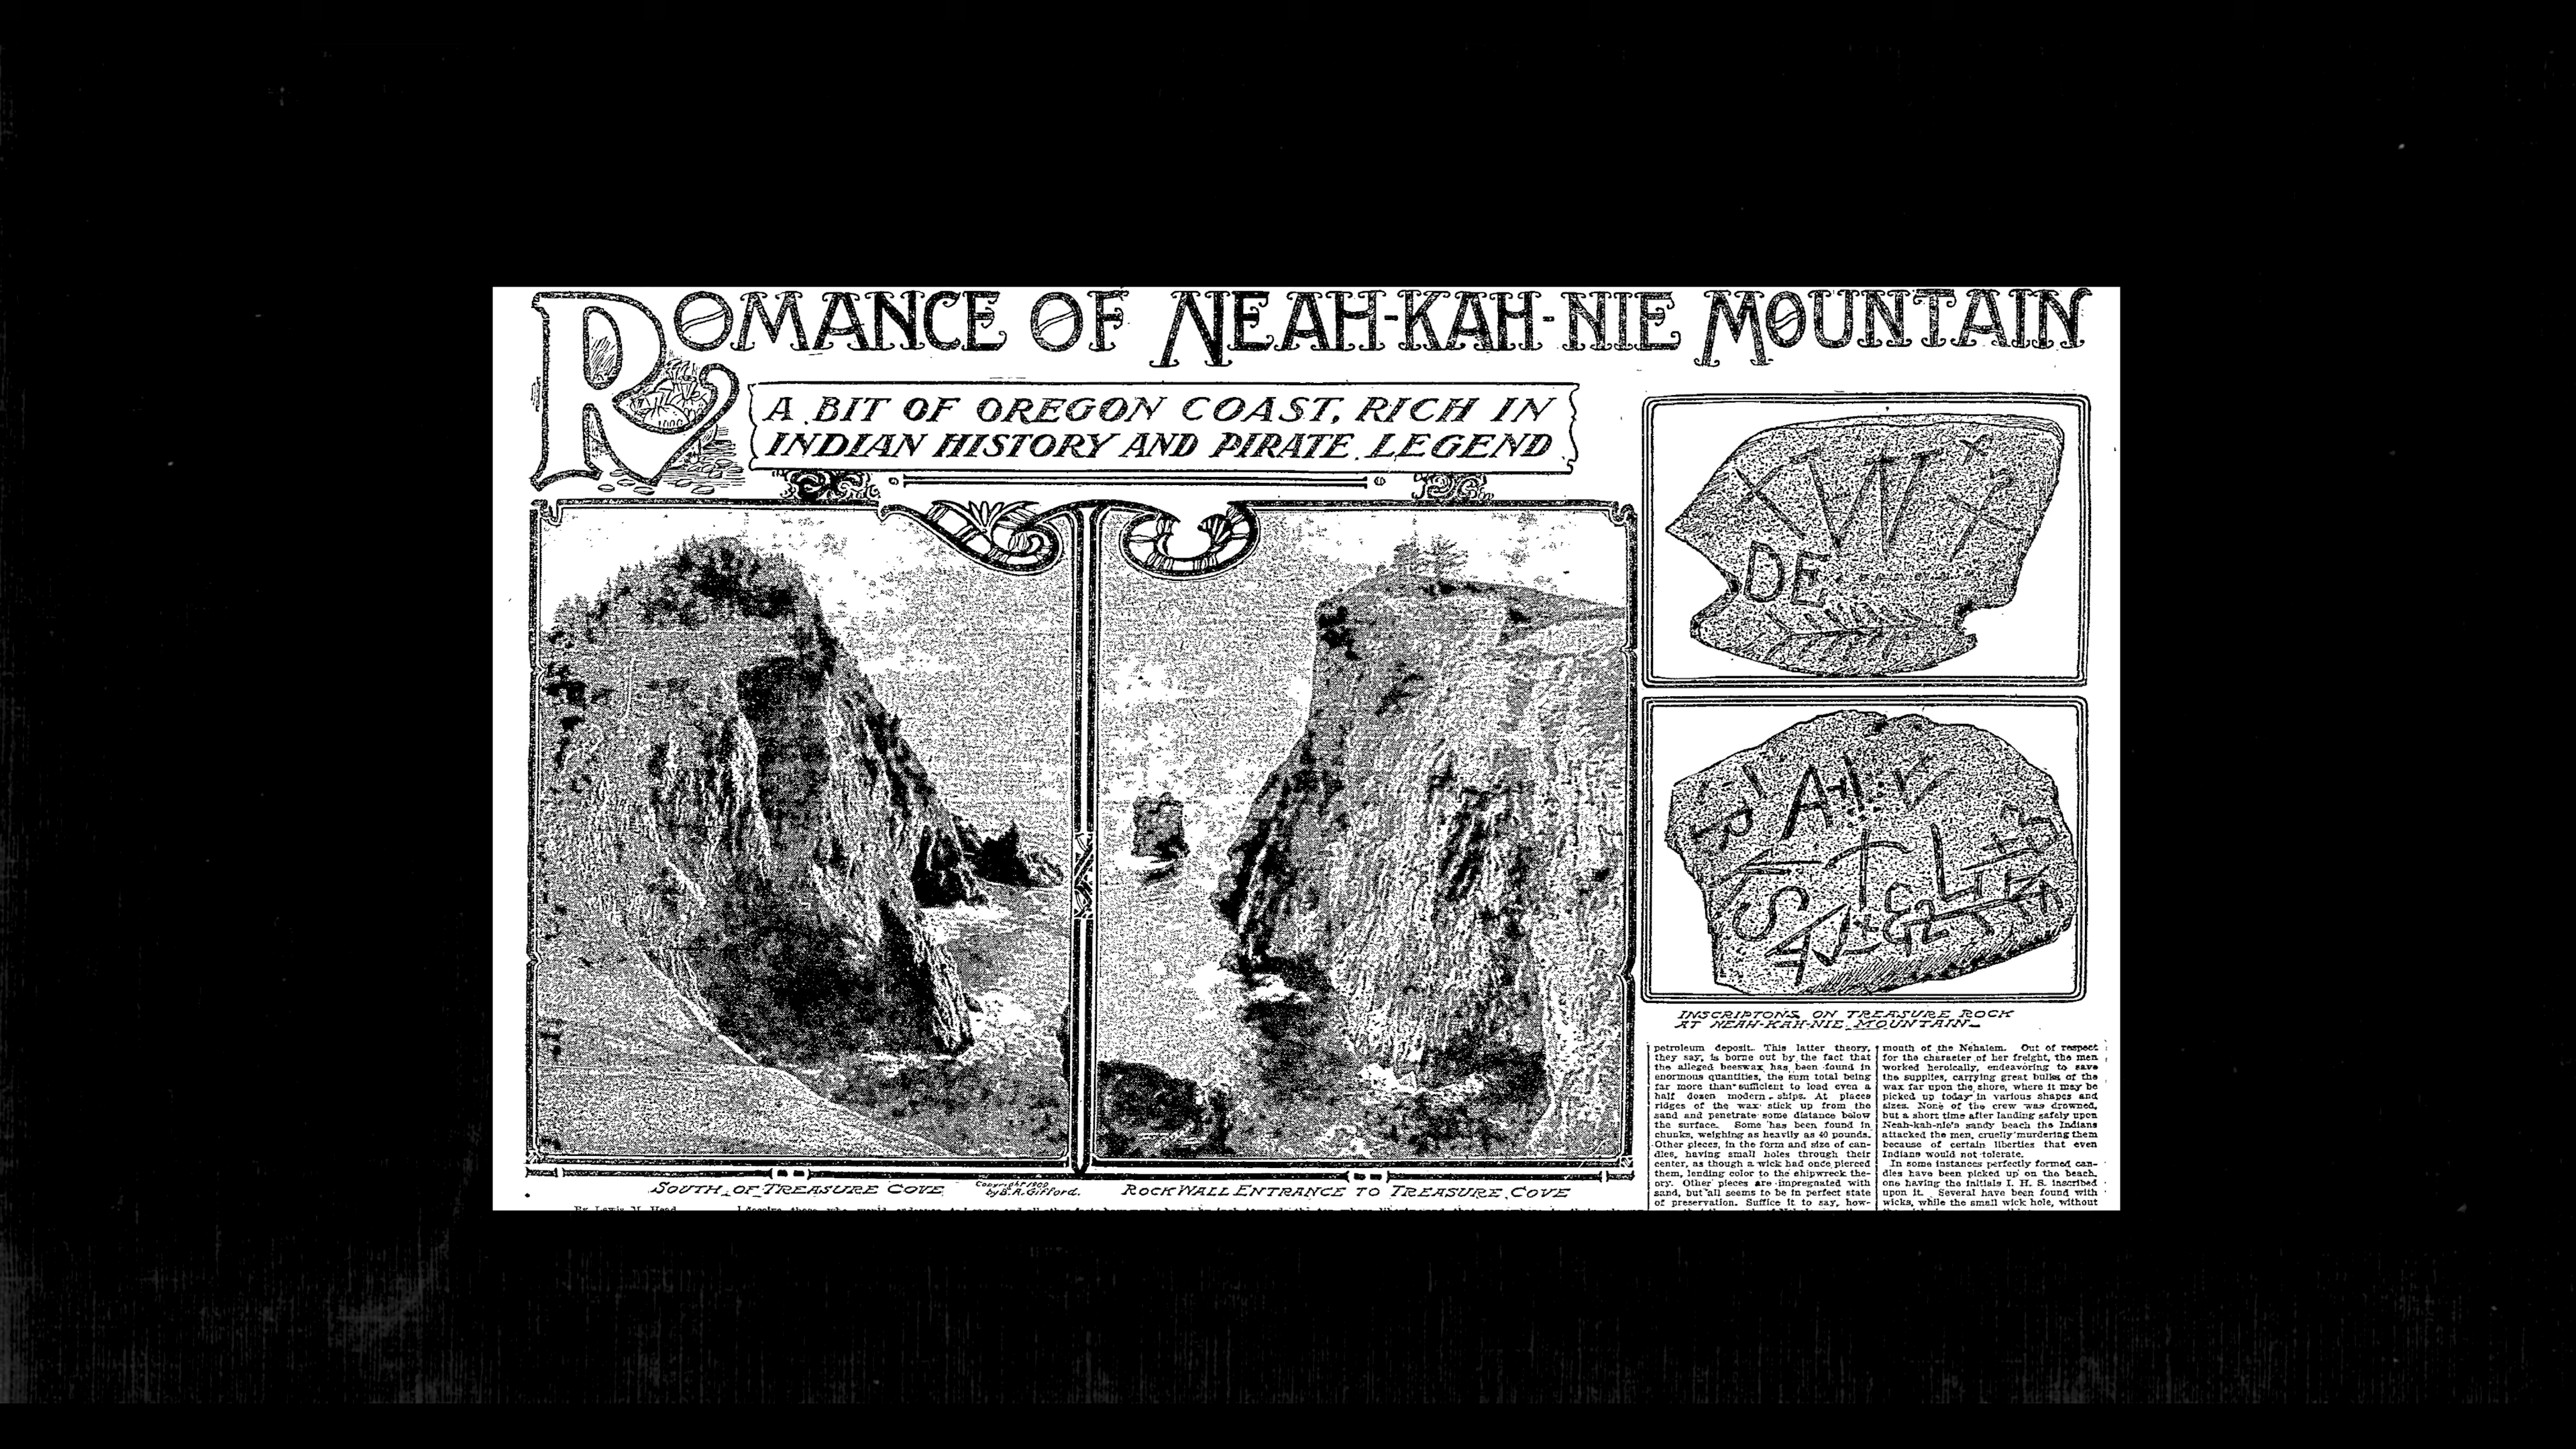 ROMANCE OF NEAH-KAH-NIE MOUNTAIN
A BIT OF OREGON COAST, RICH IN
INDIAN HISTORY AND PIRATE LEGEND
DE
SOUTH OF TREASURE COVE
Copyright 1900
by B. A. Gifford.
ROCK WALL ENTRANCE TO TREASURE COVE
INSCRIPTONS ON TREASURE ROCK
AT NEAH-KAH-NIE MOUNTAIN
By Lewis M. Head
petroleum deposit. This latter theory,
they say, is borne out by the fact that
the alleged beeswax has been found in
enormous quantities, the sum total being
far more than sufficient to load even a
half dozen modern ships. At places
ridges of the wax stick up from the
sand and penetrate some distance below
the surface. Some has been found in
chunks, weighing as heavily as 40 pounds.
Other pieces, in the form and size of can-
dles, having small holes through their
center, as though a wick had once pierced
them, lending color to the shipwreck the-
ory. Other pieces are impregnated with
sand, but all seems to be in perfect state
of preservation. Suffice it to say, how-
mouth of the Nehalem. Out of respect
for the character of her freight, the men
worked heroically, endeavoring to save
the supplies, carrying great bulks of the
wax far upon the shore, where it may be
picked up today in various shapes and
sizes. None of the crew was drowned,
but a short time after landing safely upon
Neah-kah-nie's sandy beach the Indians
attacked the men, cruelly murdering them
because of certain liberties that even
Indians would not tolerate.
In some instances perfectly formed can-
dles have been picked up on the beach,
one having the initials I. H. S. inscribed
upon it. Several have been found with
wicks, while the small wick hole, without